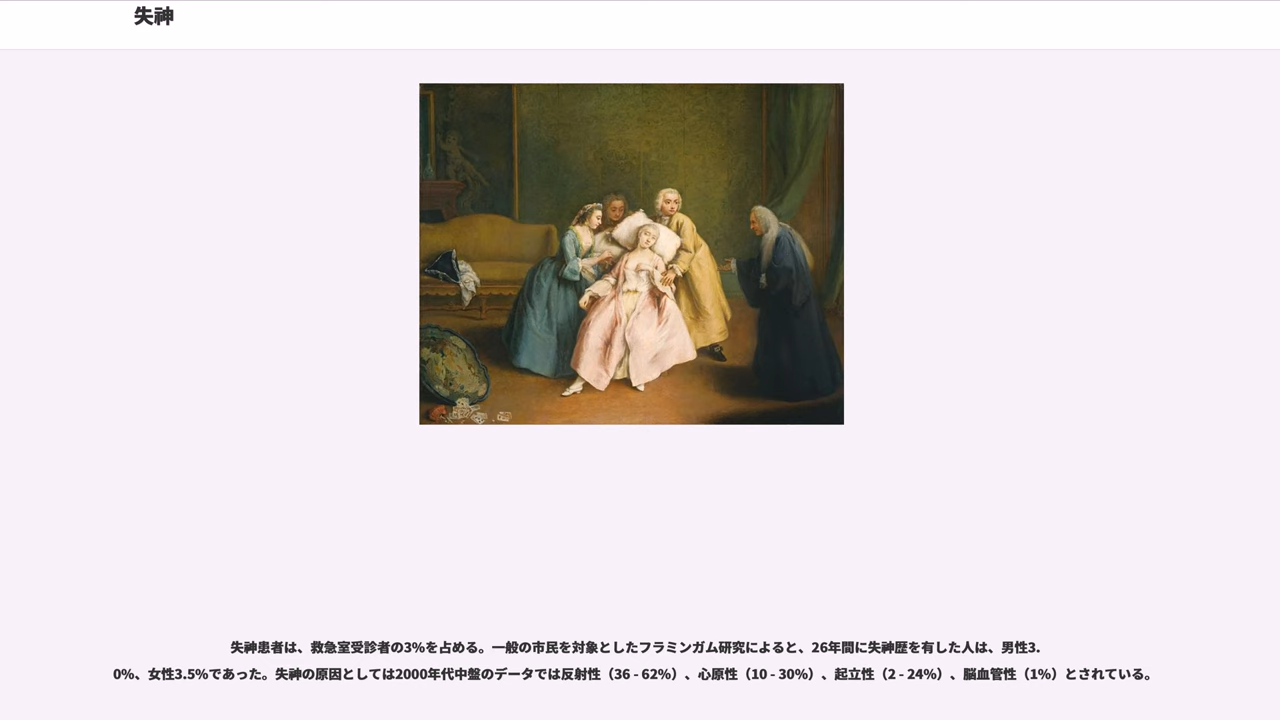 失神
失神患者は、救急室受診者の3%を占める。一般の市民を対象としたフラミンガム研究によると、26年間に失神歴を有した人は、男性3.
0%、女性3.5%であった。失神の原因としては2000年代中盤のデータでは反射性（36 - 62%）、心原性（10 - 30%）、起立性（2 - 24%）、脳血管性（1%）とされている。